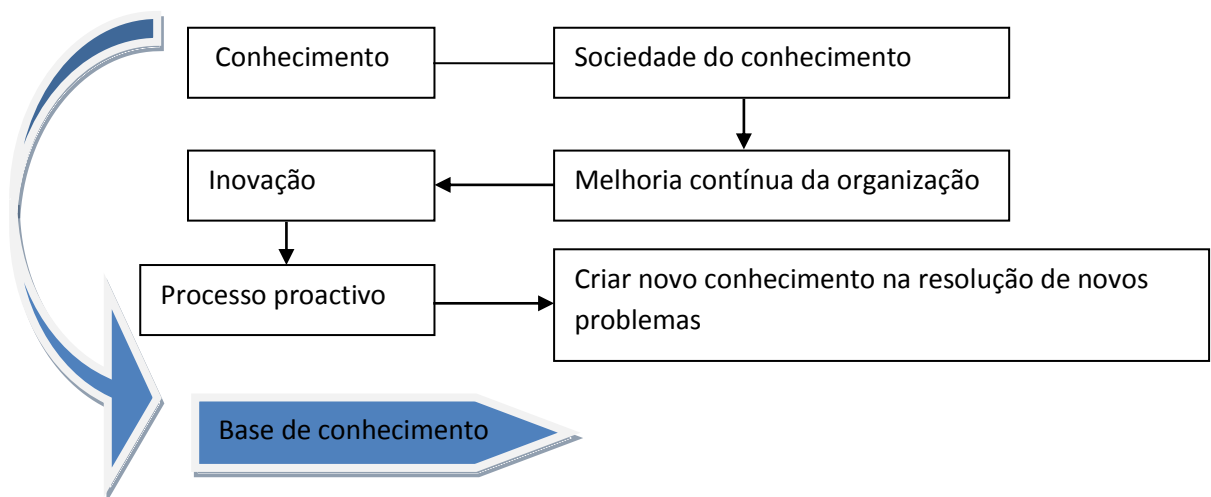 Conhecimento
Sociedade do conhecimento
Inovação
Melhoria contínua da organização
Processo proactivo
Criar novo conhecimento na resolução de novos
problemas
Base de conhecimento